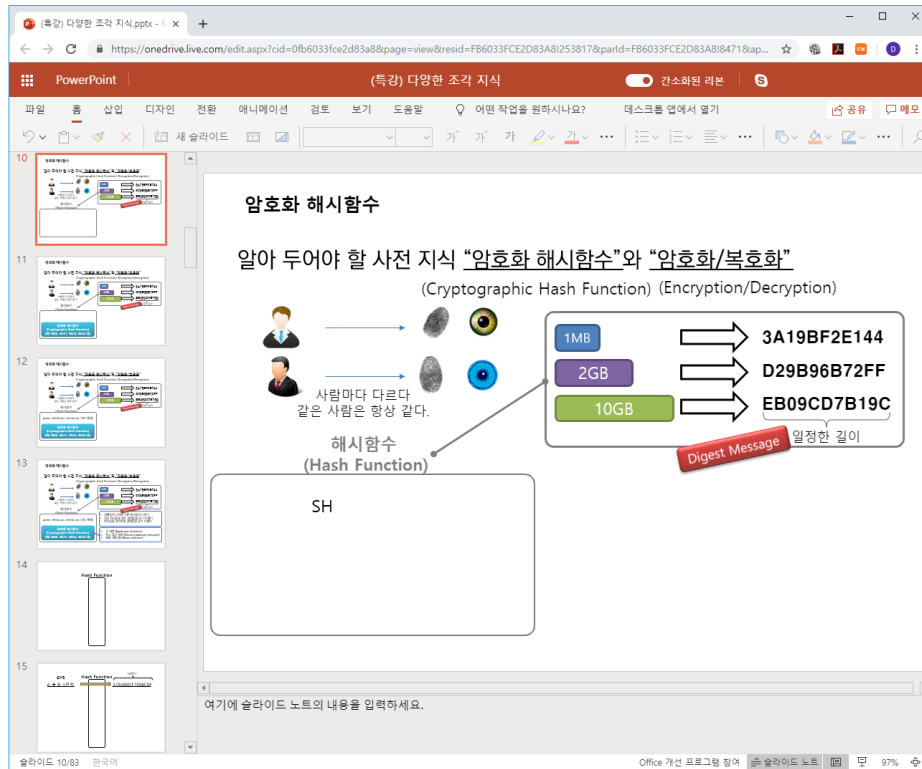 (특강) 다양한 조각 지식.pptx - M
https://onedrive.live.com/edit.aspx?cid=0fb6033fce2d83a8&page=view&resid=FB6033FCE2D83A8!253817&parId=FB6033FCE2D83A8!8471&ap...
D
PowerPoint
(특강) 다양한 조각 지식
간소화된 리본
파일 홈 삽입 디자인 전환 애니메이션 검토 보기 도움말 어떤 작업을 원하시나요? 데스크톱 앱에서 열기 공유 메모
새 슬라이드 가 가 가 가
10
11
12
13
14
Hash Function
15
Hash Function
암호화 해시함수
알아 두어야 할 사전 지식 "암호화 해시함수"와 "암호화/복호화"
(Cryptographic Hash Function) (Encryption/Decryption)
사람마다 다르다
같은 사람은 항상 같다.
1MB 3A19BF2E144
2GB D29B96B72FF
10GB EB09CD7B19C
일정한 길이
Digest Message
해시함수
(Hash Function)
SH
여기에 슬라이드 노트의 내용을 입력하세요.
슬라이드 10/83 한국어 Office 개선 프로그램 참여 슬라이드 노트 97%